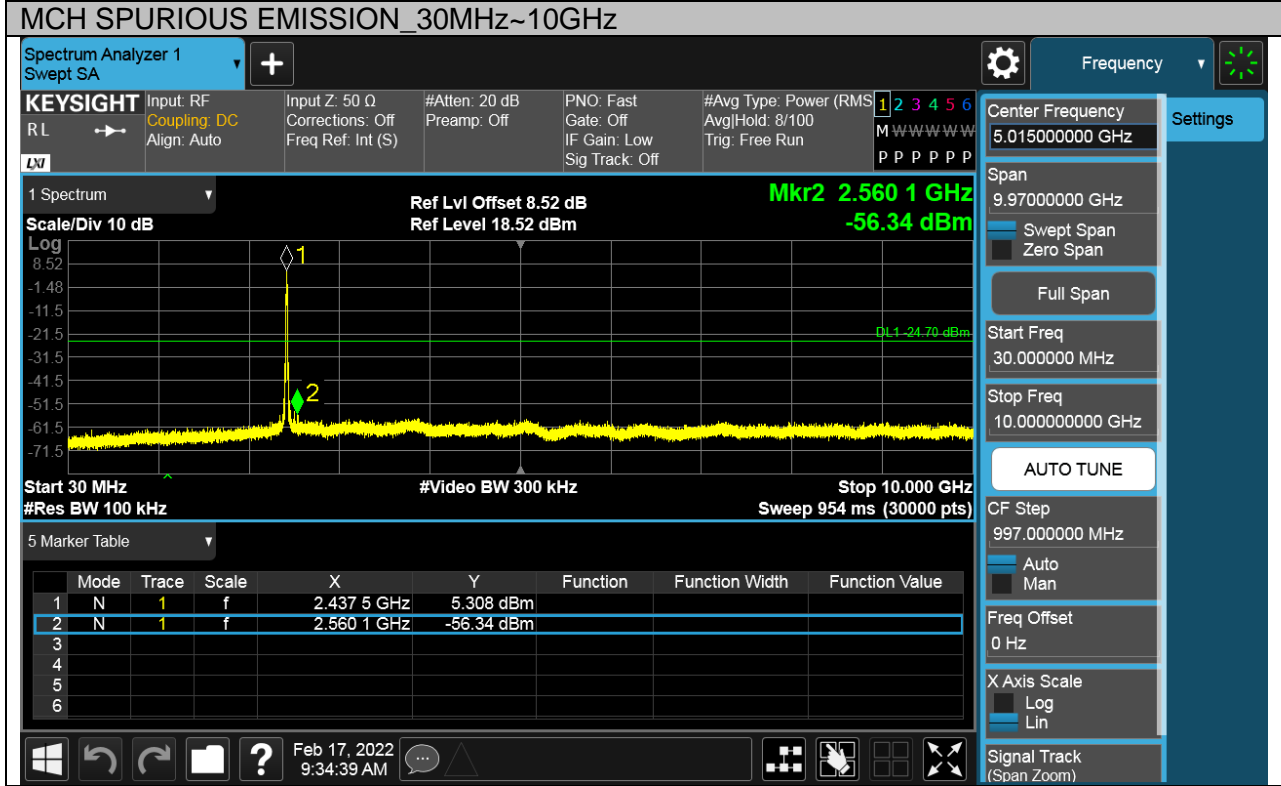 MCH SPURIOUS EMISSION_30MHz~10GHz
Spectrum Analyzer 1
Swept SA
Frequency
KEYSIGHT
RL
LXI
Input: RF
Coupling: DC
Align: Auto
Input Z: 50 Ω
Corrections: Off
Freq Ref: Int (S)
#Atten: 20 dB
Preamp: Off
PNO: Fast
Gate: Off
IF Gain: Low
Sig Track: Off
#Avg Type: Power (RMS
Avg|Hold: 8/100
Trig: Free Run
1 2 3 4 5 6
M W W W W W
P P P P P P
1 Spectrum
Scale/Div 10 dB
Ref Lvl Offset 8.52 dB
Ref Level 18.52 dBm
Mkr2 2.560 1 GHz
-56.34 dBm
Log
8.52
-1.48
-11.5
-21.5
-31.5
-41.5
-51.5
-61.5
-71.5
1
2
DL1 -24.70 dBm
Start 30 MHz
#Res BW 100 kHz
#Video BW 300 kHz
Stop 10.000 GHz
Sweep 954 ms (30000 pts)
5 Marker Table
Mode Trace Scale X Y Function Function Width Function Value
1 N 1 f 2.437 5 GHz 5.308 dBm
2 N 1 f 2.560 1 GHz -56.34 dBm
3
4
5
6
Feb 17, 2022
9:34:39 AM
Center Frequency
5.015000000 GHz
Settings
Span
9.97000000 GHz
Swept Span
Zero Span
Full Span
Start Freq
30.000000 MHz
Stop Freq
10.000000000 GHz
AUTO TUNE
CF Step
997.000000 MHz
Auto
Man
Freq Offset
0 Hz
X Axis Scale
Log
Lin
Signal Track
(Span Zoom)